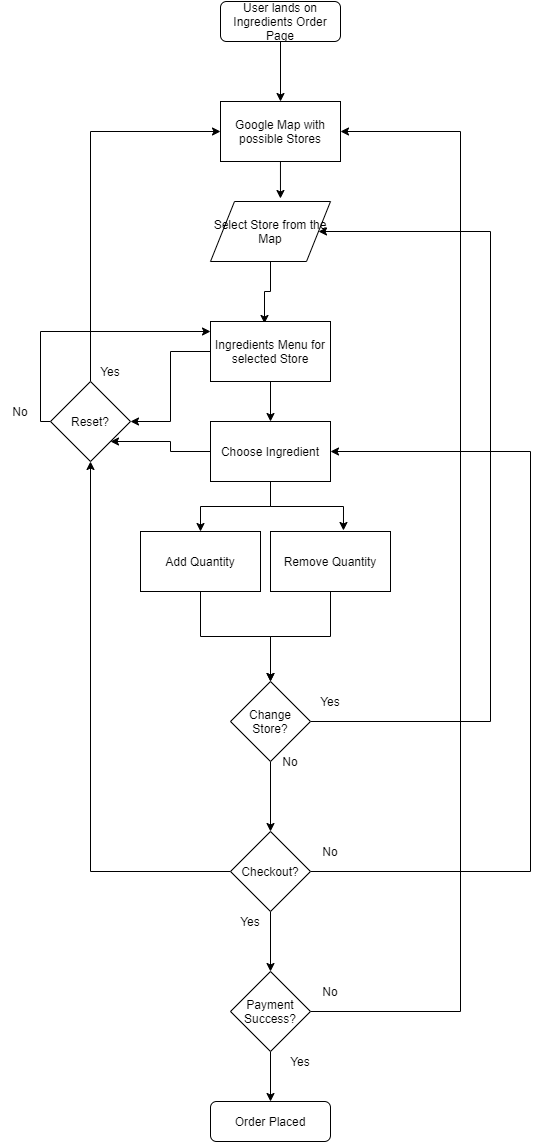 User lands on
Ingredients Order
Page
Google Map with
possible Stores
Select Store from the
Map
Ingredients Menu for
selected Store
Yes
No
Reset?
Choose Ingredient
Add Quantity
Remove Quantity
Change
Store?
Yes
No
Checkout?
No
Yes
Payment
Success?
No
Yes
Order Placed